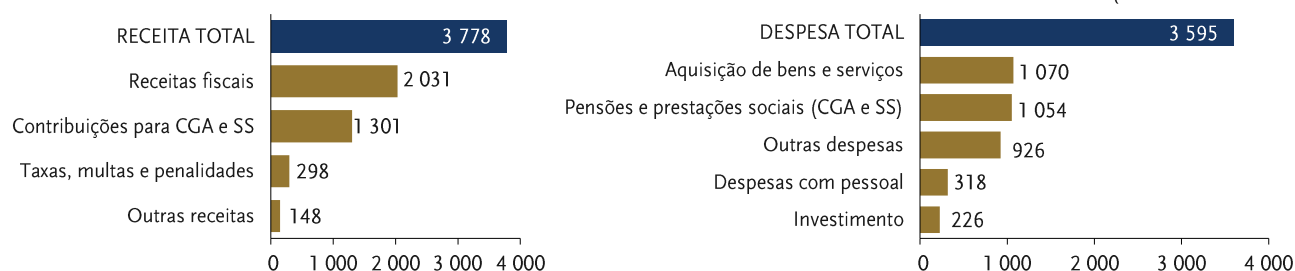 RECEITA TOTAL 3 778
Receitas fiscais 2 031
Contribuições para CGA e SS 1 301
Taxas, multas e penalidades 298
Outras receitas 148
0 1 000 2 000 3 000 4 000
DESPESA TOTAL 3 595
Aquisição de bens e serviços 1 070
Pensões e prestações sociais (CGA e SS) 1 054
Outras despesas 926
Despesas com pessoal 318
Investimento 226
0 1 000 2 000 3 000 4 000